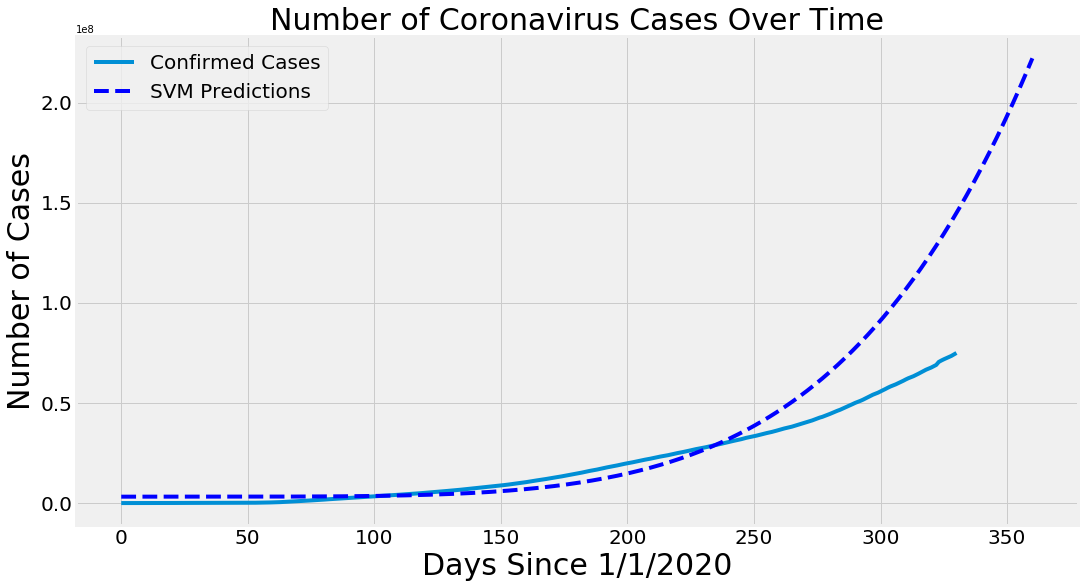 Number of Coronavirus Cases Over Time
1e8
Confirmed Cases
SVM Predictions
2.0
1.5
1.0
0.5
0.0
Number of Cases
0 50 100 150 200 250 300 350
Days Since 1/1/2020